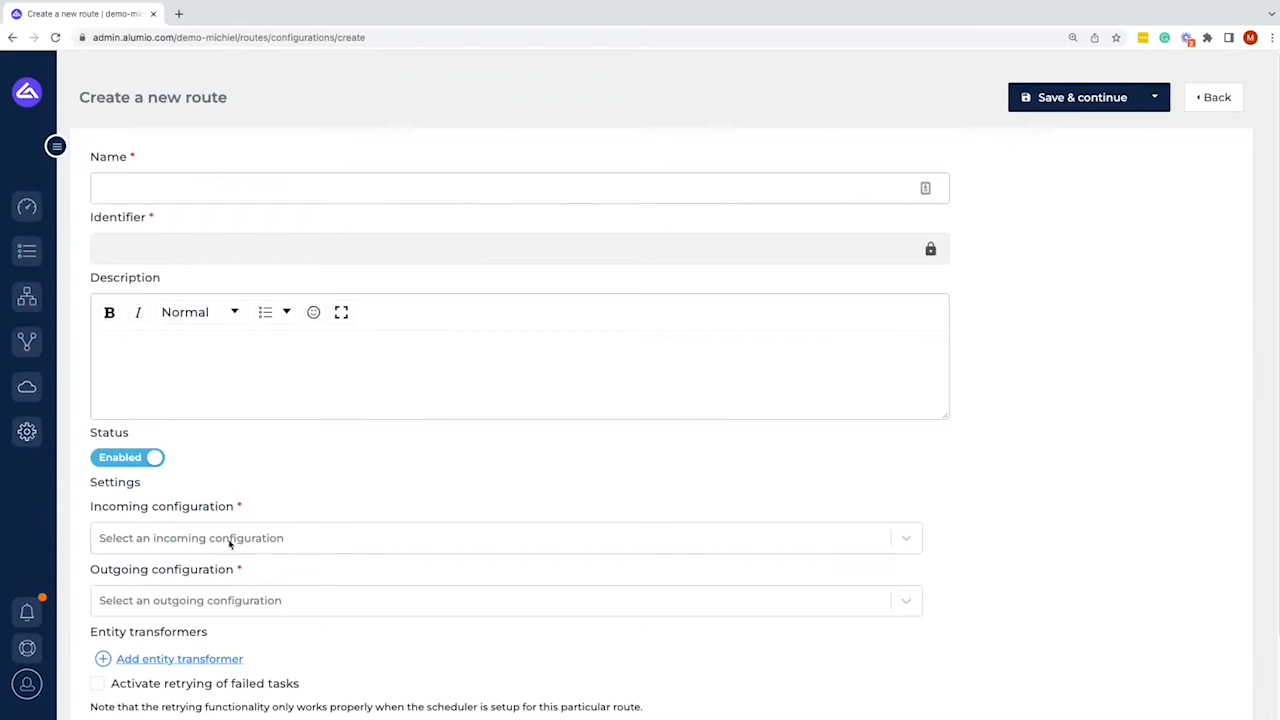 Create a new route | demo-mic
admin.alumio.com/demo-michiel/routes/configurations/create
2
M
Create a new route
Save & continue
Back
Name *
Identifier *
Description
B I Normal
Status
Enabled
Settings
Incoming configuration *
Select an incoming configuration
Outgoing configuration *
Select an outgoing configuration
Entity transformers
Add entity transformer
Activate retrying of failed tasks
Note that the retrying functionality only works properly when the scheduler is setup for this particular route.